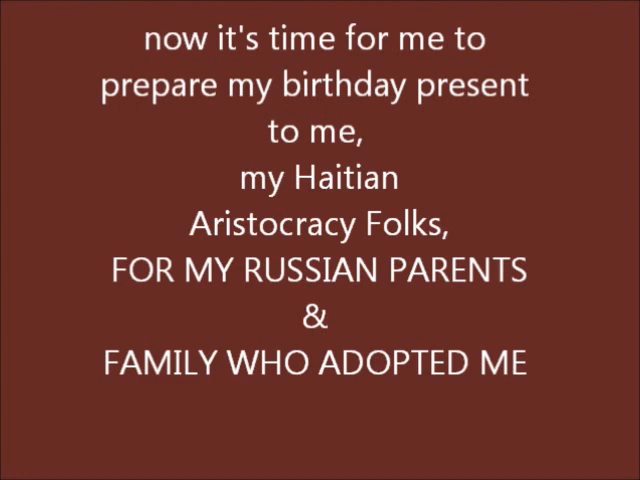 now it's time for me to
prepare my birthday present
to me,
my Haitian
Aristocracy Folks,
FOR MY RUSSIAN PARENTS
&
FAMILY WHO ADOPTED ME